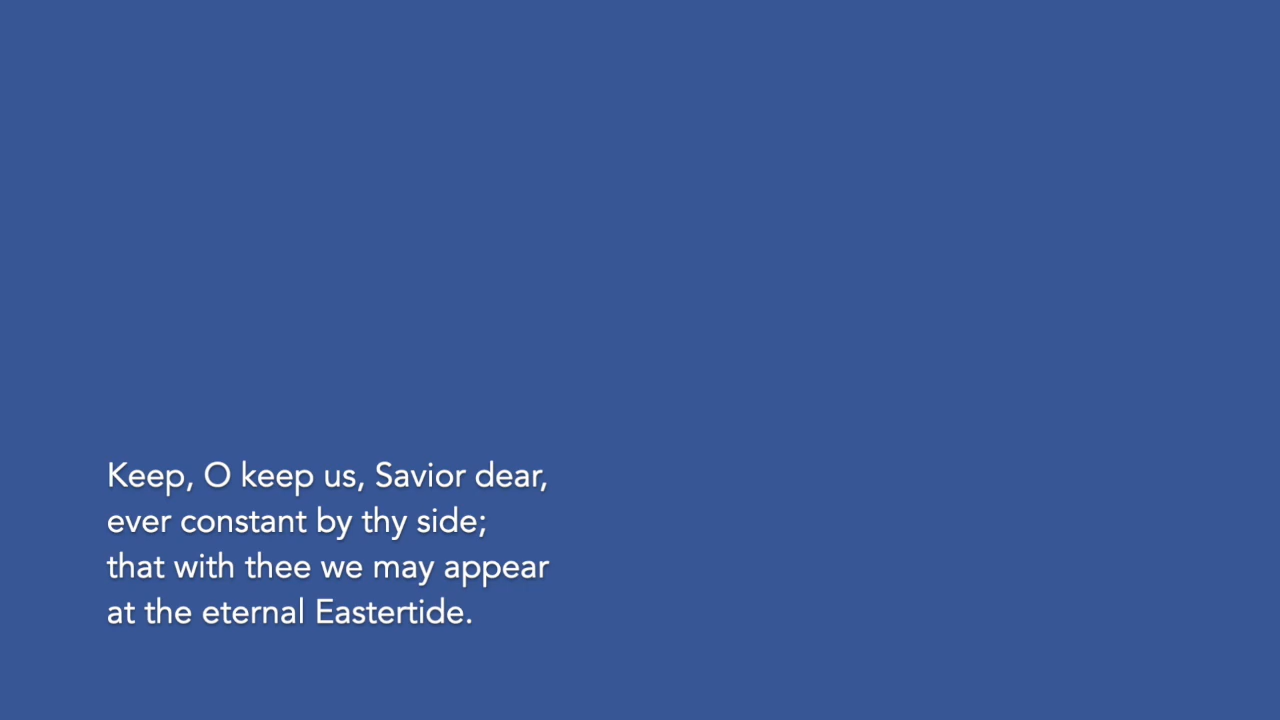 Keep, O keep us, Savior dear,
ever constant by thy side;
that with thee we may appear
at the eternal Eastertide.